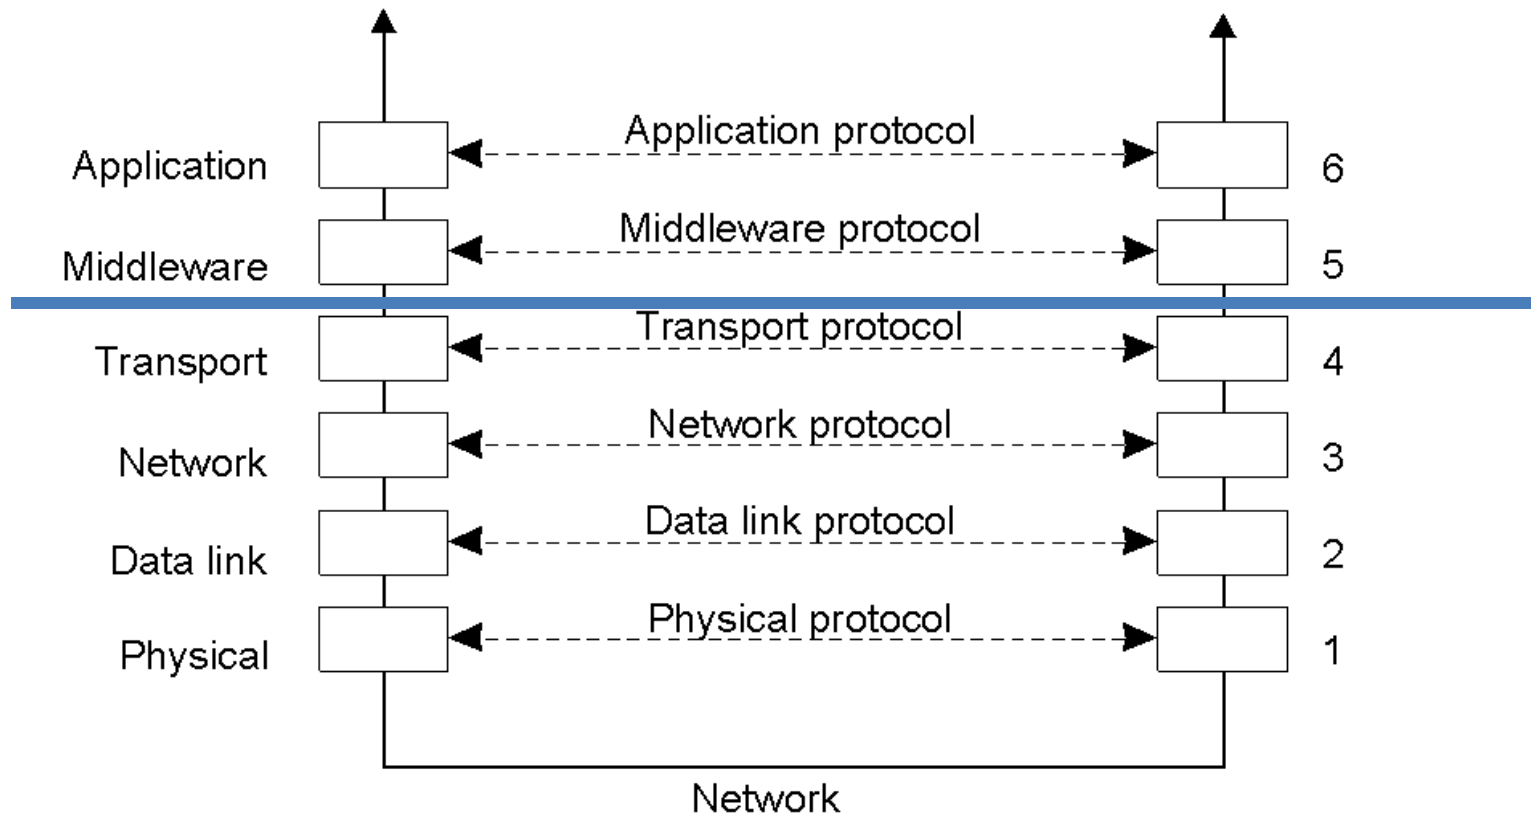 Application protocol
Application 6
Middleware protocol
Middleware 5
Transport protocol
Transport 4
Network protocol
Network 3
Data link protocol
Data link 2
Physical protocol
Physical 1
Network